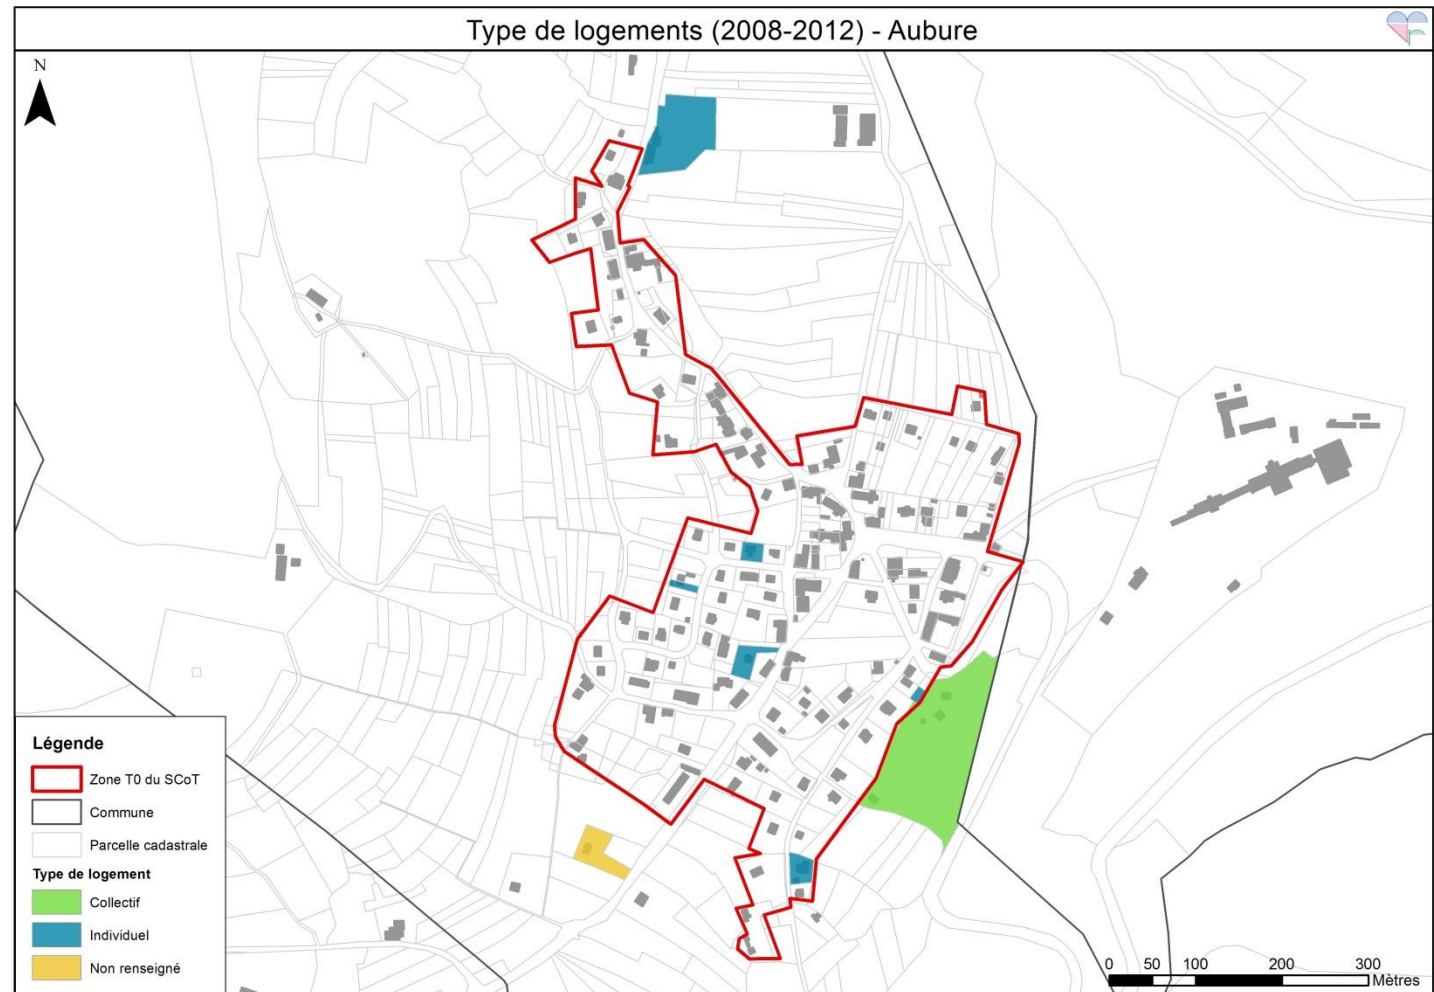 Type de logements (2008-2012) - Aubure
N
Légende
Zone T0 du SCoT
Commune
Parcelle cadastrale
Type de logement
Collectif
Individuel
Non renseigné
0 50 100 200 300
Mètres